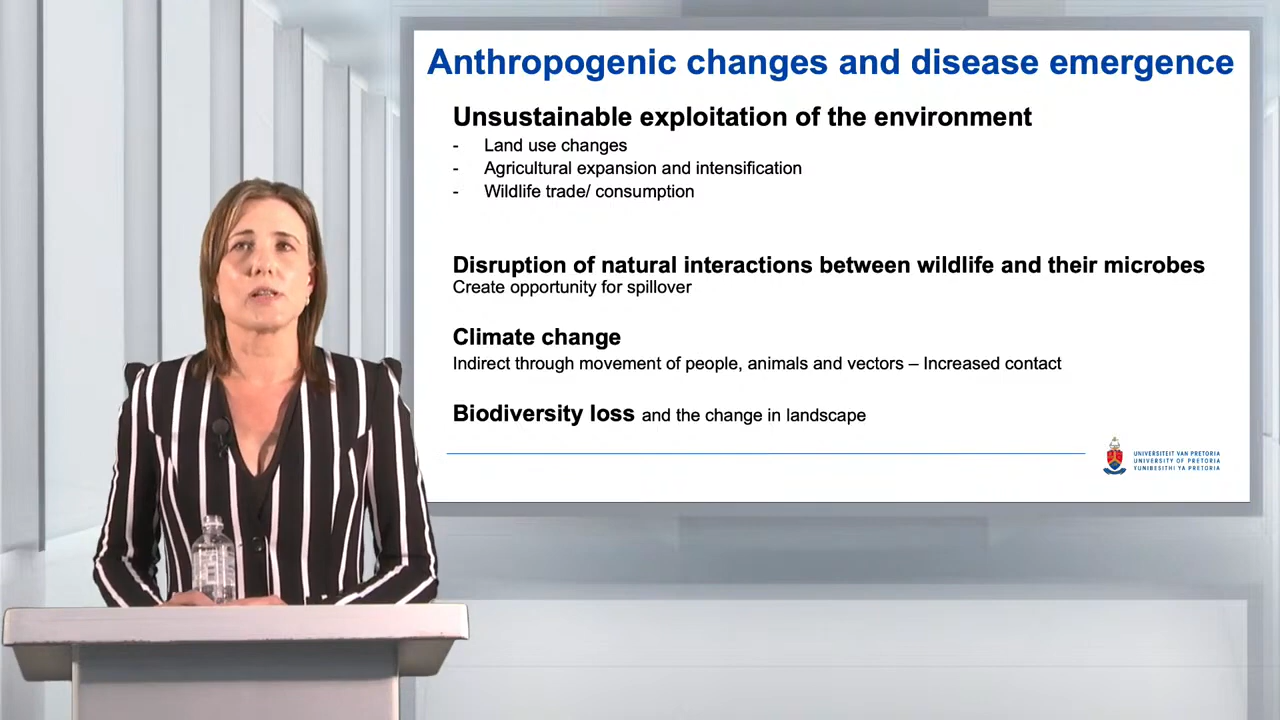 Anthropogenic changes and disease emergence
Unsustainable exploitation of the environment
- Land use changes
- Agricultural expansion and intensification
- Wildlife trade/ consumption
Disruption of natural interactions between wildlife and their microbes
Create opportunity for spillover
Climate change
Indirect through movement of people, animals and vectors – Increased contact
Biodiversity loss and the change in landscape
UNIVERSITEIT VAN PRETORIA
UNIVERSITY OF PRETORIA
YUNIBESITHI YA PRETORIA